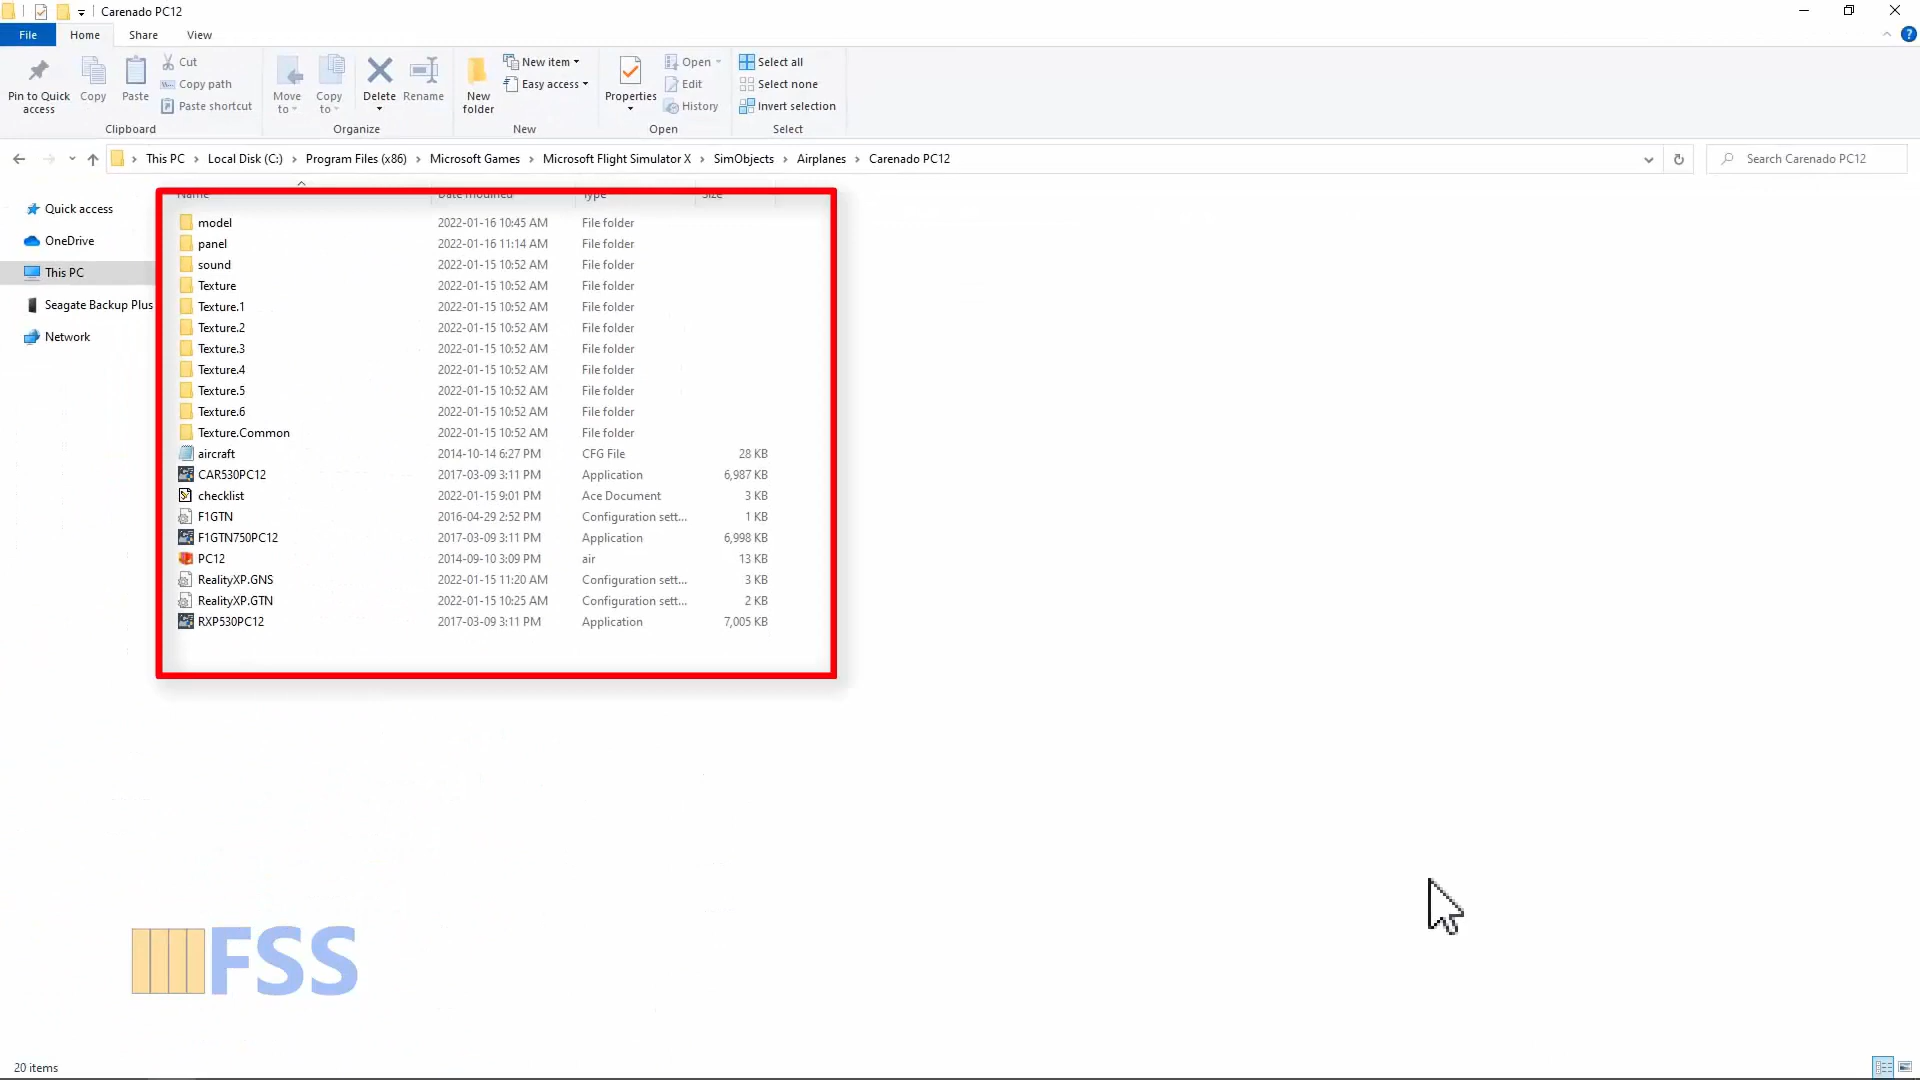 Carenado PC12
File Home Share View
Pin to Quick access
Copy
Paste
Cut
Copy path
Paste shortcut
Clipboard
Move to
Copy to
Delete
Rename
Organize
New folder
New item
Easy access
New
Properties
Open
Edit
History
Open
Select all
Select none
Invert selection
Select
This PC > Local Disk (C:) > Program Files (x86) > Microsoft Games > Microsoft Flight Simulator X > SimObjects > Airplanes > Carenado PC12
Search Carenado PC12
Quick access
OneDrive
This PC
Seagate Backup Plus
Network
Name Date modified Type Size
model 2022-01-16 10:45 AM File folder
panel 2022-01-16 11:14 AM File folder
sound 2022-01-15 10:52 AM File folder
Texture 2022-01-15 10:52 AM File folder
Texture.1 2022-01-15 10:52 AM File folder
Texture.2 2022-01-15 10:52 AM File folder
Texture.3 2022-01-15 10:52 AM File folder
Texture.4 2022-01-15 10:52 AM File folder
Texture.5 2022-01-15 10:52 AM File folder
Texture.6 2022-01-15 10:52 AM File folder
Texture.Common 2022-01-15 10:52 AM File folder
aircraft 2014-10-14 6:27 PM CFG File 28 KB
CAR530PC12 2017-03-09 3:11 PM Application 6,987 KB
checklist 2022-01-15 9:01 PM Ace Document 3 KB
F1GTN 2016-04-29 2:52 PM Configuration sett... 1 KB
F1GTN750PC12 2017-03-09 3:11 PM Application 6,998 KB
PC12 2014-09-10 3:09 PM air 13 KB
RealityXP.GNS 2022-01-15 11:20 AM Configuration sett... 3 KB
RealityXP.GTN 2022-01-15 10:25 AM Configuration sett... 2 KB
RXP530PC12 2017-03-09 3:11 PM Application 7,005 KB
FSS
20 items